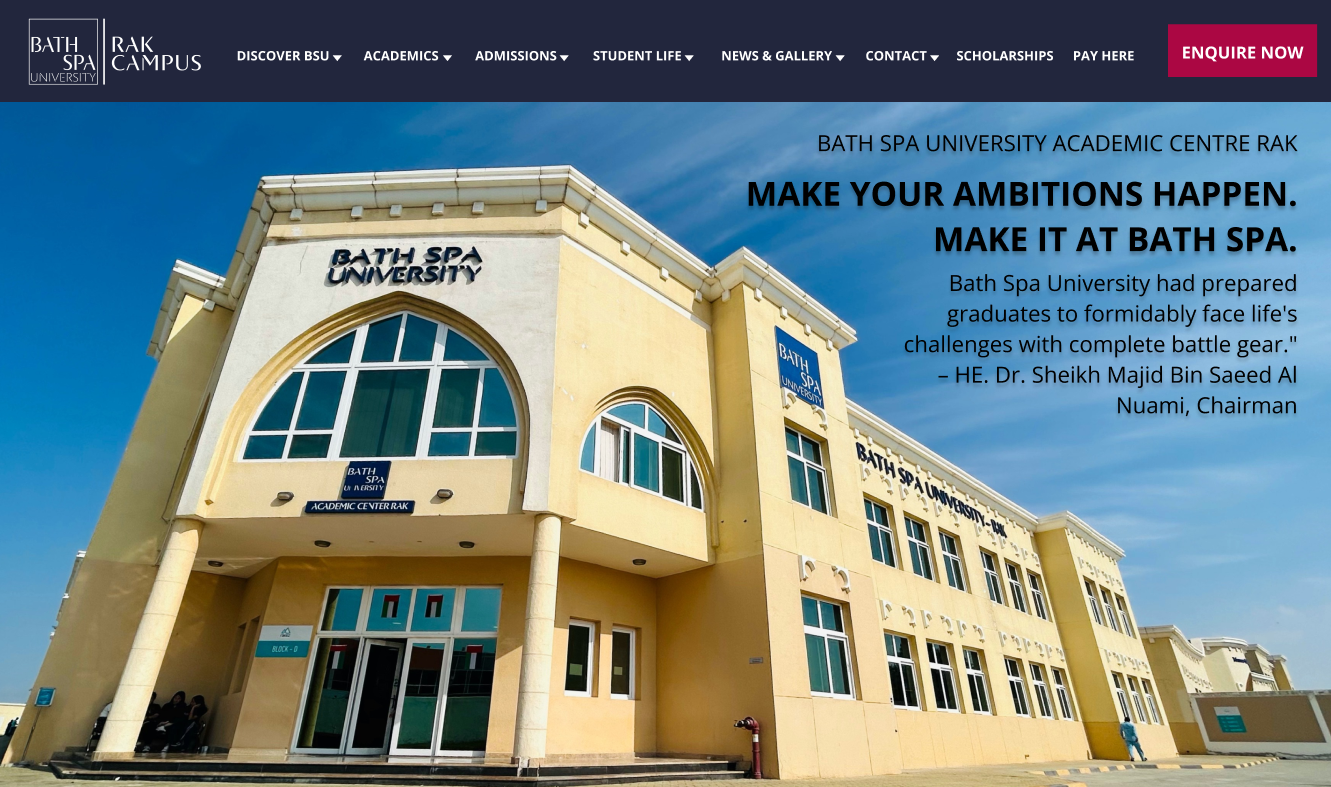 BATH
SPA
UNIVERSITY
RAK
CAMPUS
DISCOVER BSU
ACADEMICS
ADMISSIONS
STUDENT LIFE
NEWS & GALLERY
CONTACT
SCHOLARSHIPS
PAY HERE
ENQUIRE NOW
BATH SPA UNIVERSITY ACADEMIC CENTRE RAK
MAKE YOUR AMBITIONS HAPPEN.
MAKE IT AT BATH SPA.
Bath Spa University had prepared
graduates to formidably face life's
challenges with complete battle gear."
– HE. Dr. Sheikh Majid Bin Saeed Al
Nuami, Chairman
BATH SPA
UNIVERSITY
BATH
SPA
UNIVERSITY
BATH SPA UNIVERSITY - RAK
BATH
SPA
UNIVERSITY
ACADEMIC CENTER RAK
BLOCK - G